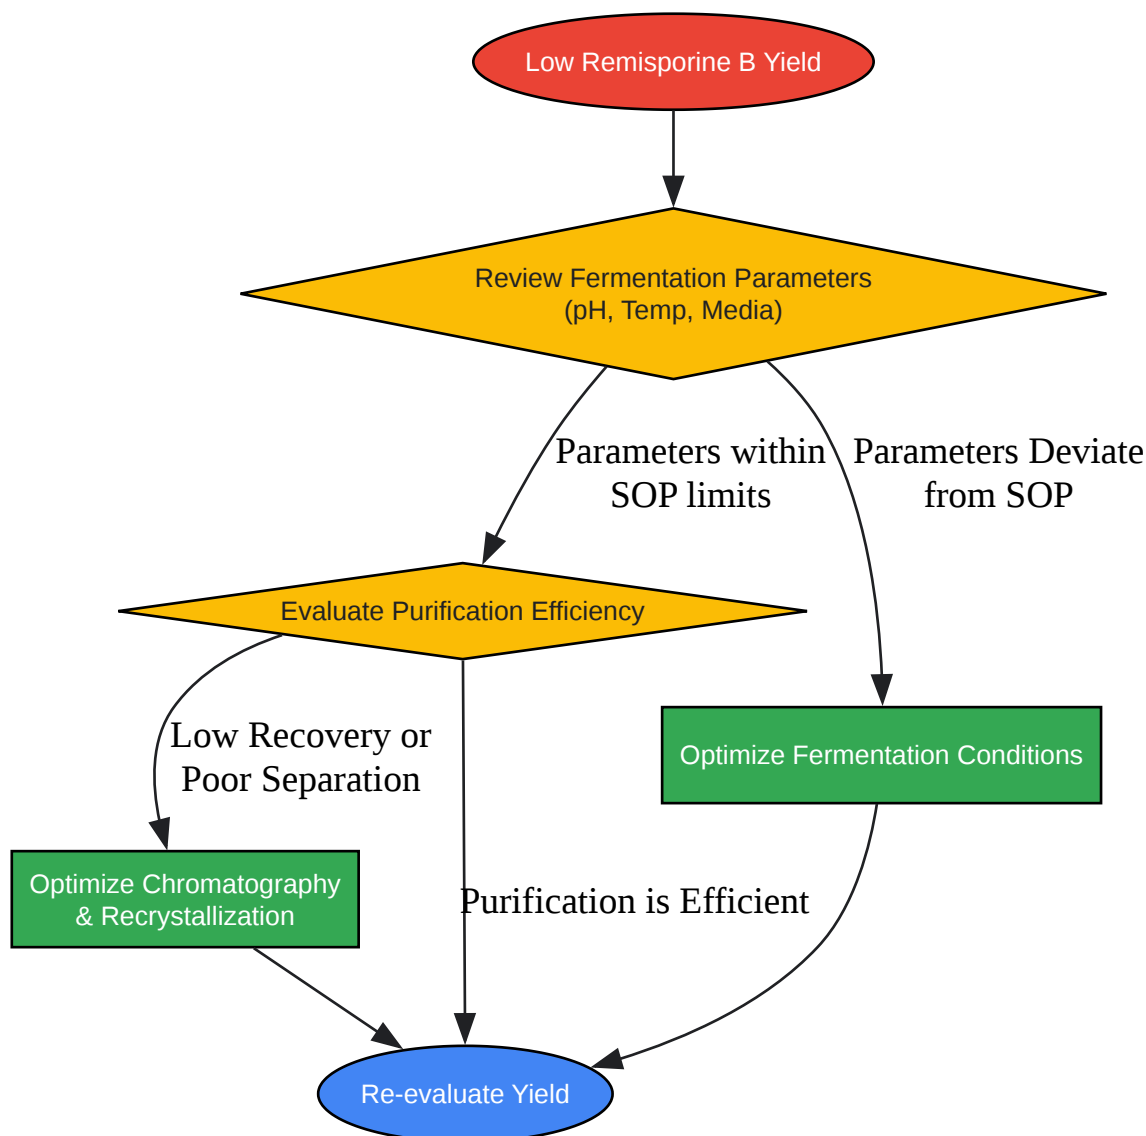 Low Remisporine B Yield
Review Fermentation Parameters
(pH, Temp, Media)
Parameters within
SOP limits
Parameters Deviate
from SOP
Evaluate Purification Efficiency
Low Recovery or
Poor Separation
Optimize Fermentation Conditions
Optimize Chromatography
& Recrystallization
Purification is Efficient
Re-evaluate Yield